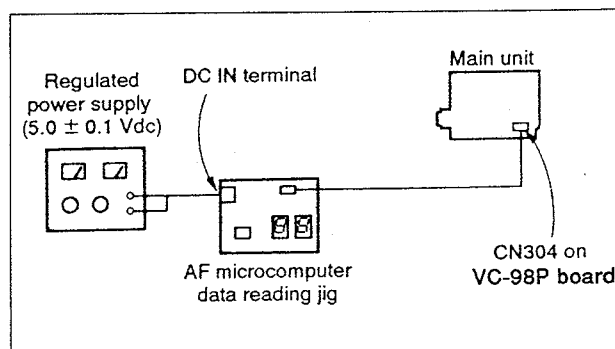 Regulated
power supply
(5.0 ± 0.1 Vdc)
DC IN terminal
Main unit
AF microcomputer
data reading jig
CN304 on
VC-98P board